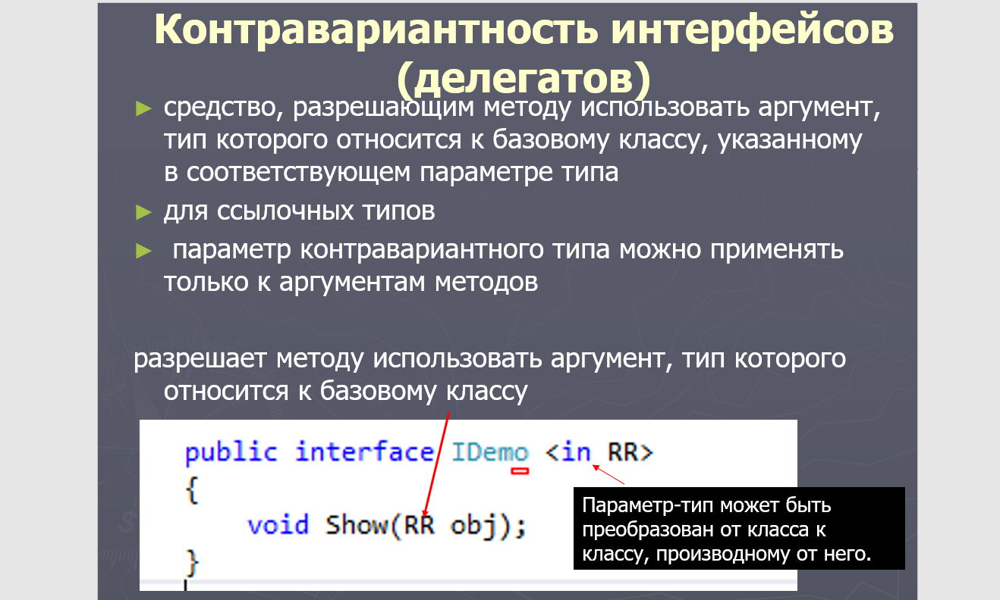 Контравариантность интерфейсов
(делегатов)
► средство, разрешающим методу использовать аргумент,
тип которого относится к базовому классу, указанному
в соответствующем параметре типа
► для ссылочных типов
► параметр контравариантного типа можно применять
только к аргументам методов
разрешает методу использовать аргумент, тип которого
относится к базовому классу
public interface IDemo <in RR>
{
void Show(RR obj);
}
Параметр-тип может быть
преобразован от класса к
классу, производному от него.